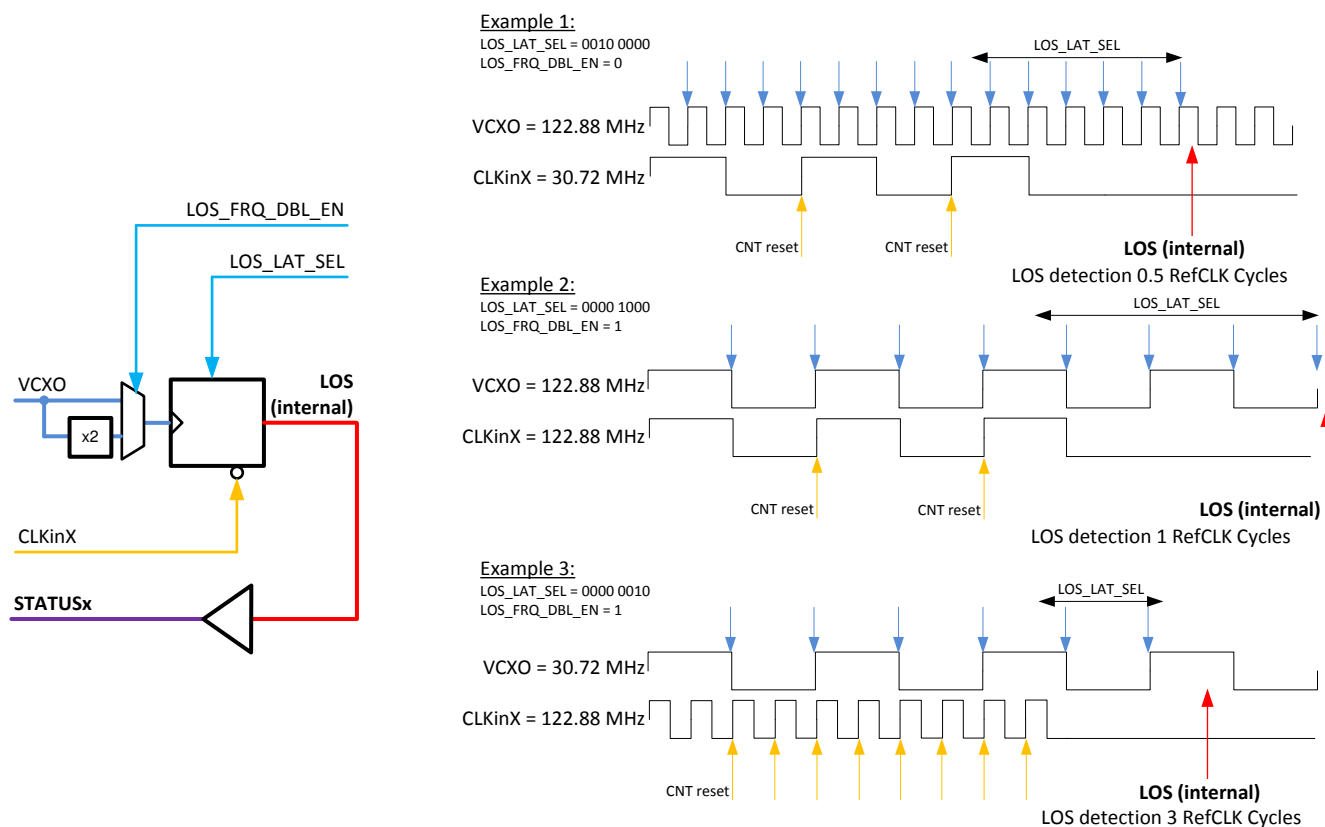 LOS_FRQ_DBL_EN
LOS_LAT_SEL
VCXO
x2
LOS
(internal)
CLKinX
STATUSx
Example 1:
LOS_LAT_SEL = 0010 0000
LOS_FRQ_DBL_EN = 0
LOS_LAT_SEL
VCXO = 122.88 MHz
CLKinX = 30.72 MHz
CNT reset
CNT reset
LOS (internal)
LOS detection 0.5 RefCLK Cycles
Example 2:
LOS_LAT_SEL = 0000 1000
LOS_FRQ_DBL_EN = 1
LOS_LAT_SEL
VCXO = 122.88 MHz
CLKinX = 122.88 MHz
CNT reset
CNT reset
LOS (internal)
LOS detection 1 RefCLK Cycles
Example 3:
LOS_LAT_SEL = 0000 0010
LOS_FRQ_DBL_EN = 1
LOS_LAT_SEL
VCXO = 30.72 MHz
CLKinX = 122.88 MHz
CNT reset
LOS (internal)
LOS detection 3 RefCLK Cycles